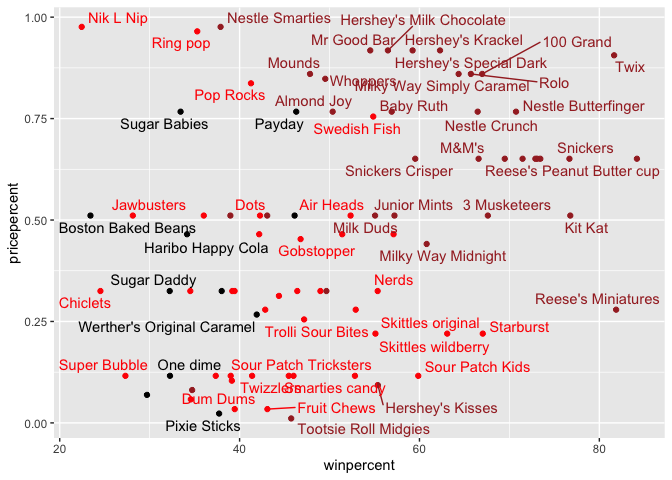 1.00
Nik L Nip
Nestle Smarties
Hershey's Milk Chocolate
Ring pop
Mr Good Bar
Hershey's Krackel
100 Grand
Mounds
Hershey's Special Dark
Twix
Whoppers
Milky Way Simply Caramel
Rolo
Pop Rocks
Almond Joy
Baby Ruth
Nestle Butterfinger
0.75
Sugar Babies
Payday
Swedish Fish
Nestle Crunch
M&M's
Snickers
Snickers Crisper
Reese's Peanut Butter cup
Jawbusters
Dots
Air Heads
Junior Mints
3 Musketeers
0.50
Boston Baked Beans
Milk Duds
Kit Kat
Haribo Happy Cola
Gobstopper
Milky Way Midnight
Sugar Daddy
Nerds
Chiclets
Reese's Miniatures
0.25
Werther's Original Caramel
Trolli Sour Bites
Skittles original
Starburst
Skittles wildberry
Super Bubble
One dime
Sour Patch Tricksters
Sour Patch Kids
Twizzlers
Smarties candy
Dum Dums
Fruit Chews
Hershey's Kisses
0.00
Pixie Sticks
Tootsie Roll Midgies
20
40
60
80
winpercent
pricepercent